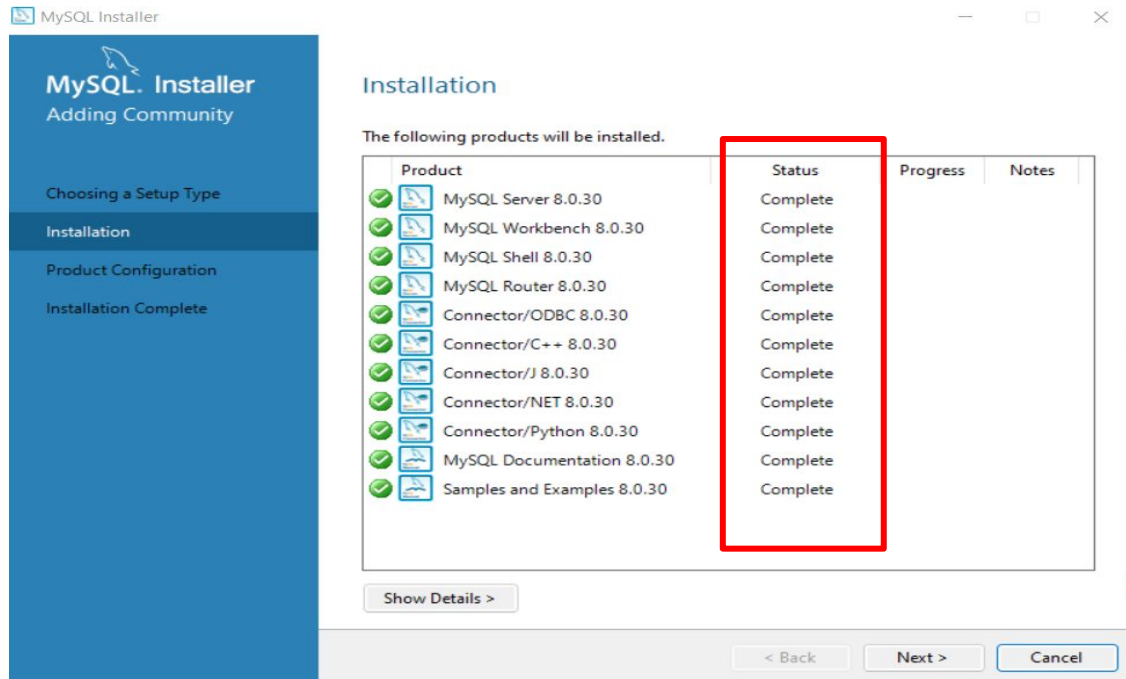 MySQL Installer
MySQL. Installer
Adding Community
Choosing a Setup Type
Installation
Product Configuration
Installation Complete
Installation
The following products will be installed.
Product Status Progress Notes
MySQL Server 8.0.30 Complete
MySQL Workbench 8.0.30 Complete
MySQL Shell 8.0.30 Complete
MySQL Router 8.0.30 Complete
Connector/ODBC 8.0.30 Complete
Connector/C++ 8.0.30 Complete
Connector/J 8.0.30 Complete
Connector/NET 8.0.30 Complete
Connector/Python 8.0.30 Complete
MySQL Documentation 8.0.30 Complete
Samples and Examples 8.0.30 Complete
Show Details >
< Back Next > Cancel